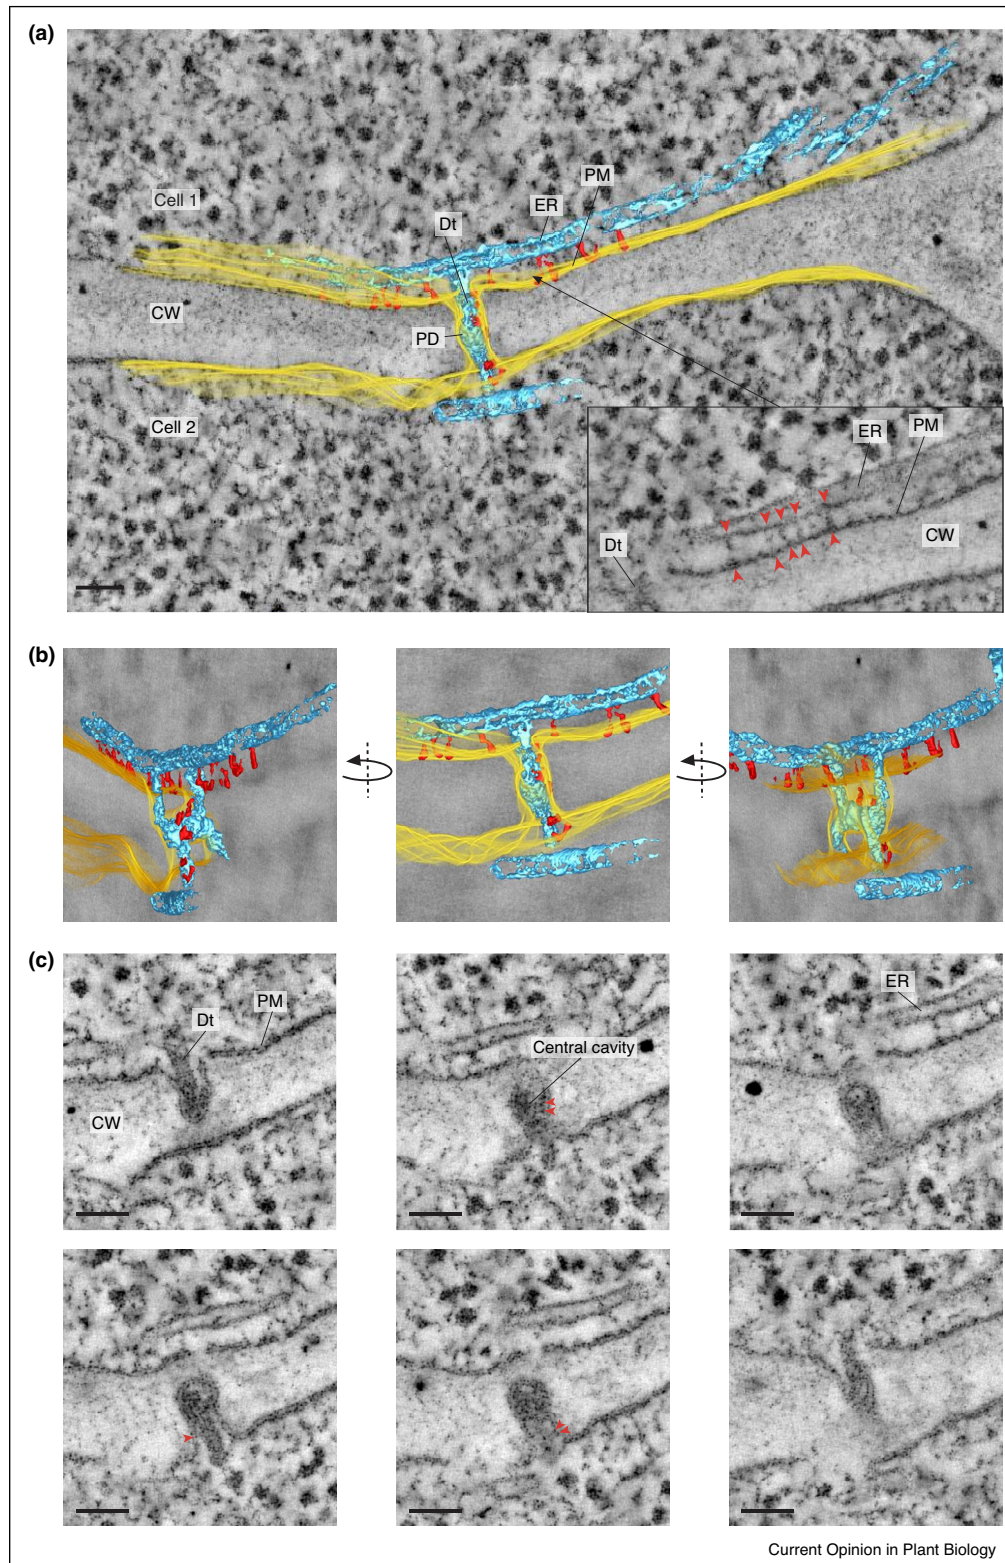 (a)
Cell 1
Dt
ER
PM
CW
PD
Cell 2
ER
PM
Dt
CW
(b)
(c)
Dt
PM
CW
Central cavity
ER
Current Opinion in Plant Biology